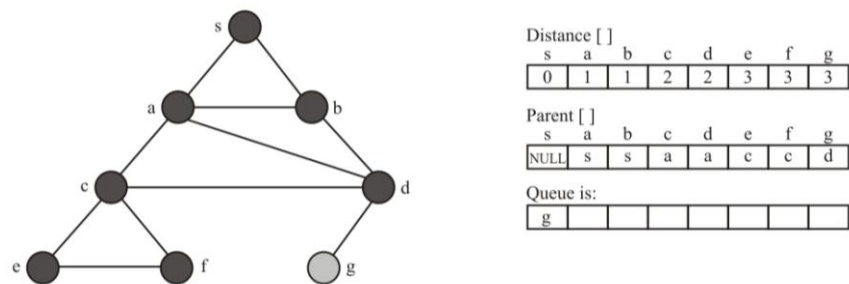 s
a
b
c
d
e
f
g
Distance [ ]
s a b c d e f g
0 1 1 2 2 3 3 3
Parent [ ]
s a b c d e f g
NULL s s a a c c d
Queue is:
g